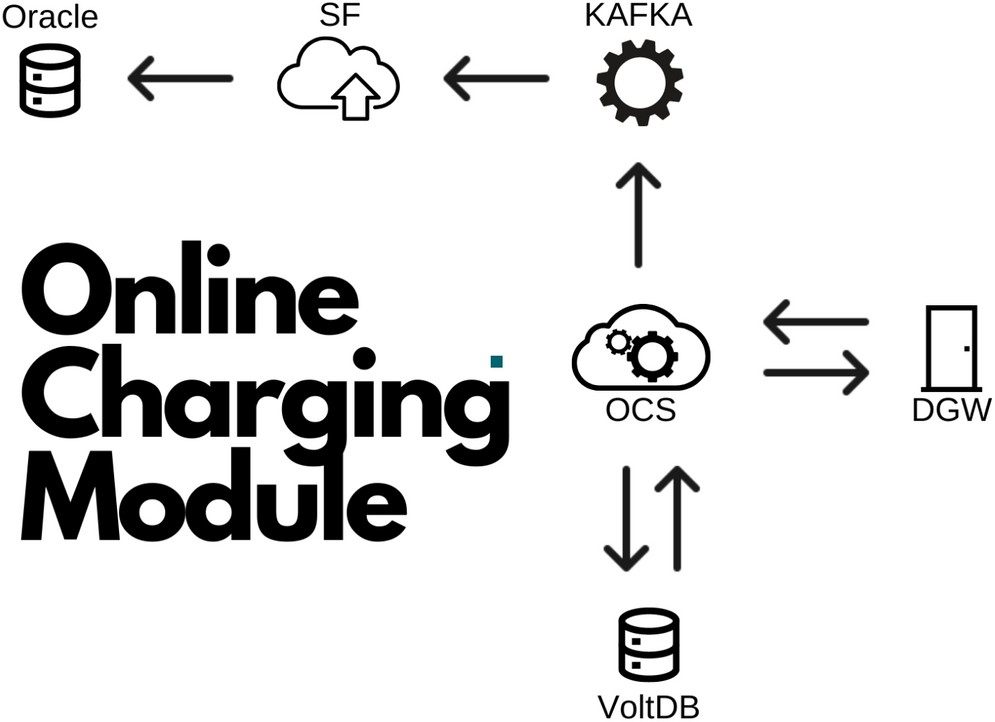 Oracle
SF
KAFKA
Online
Charging
Module
OCS
DGW
VoltDB